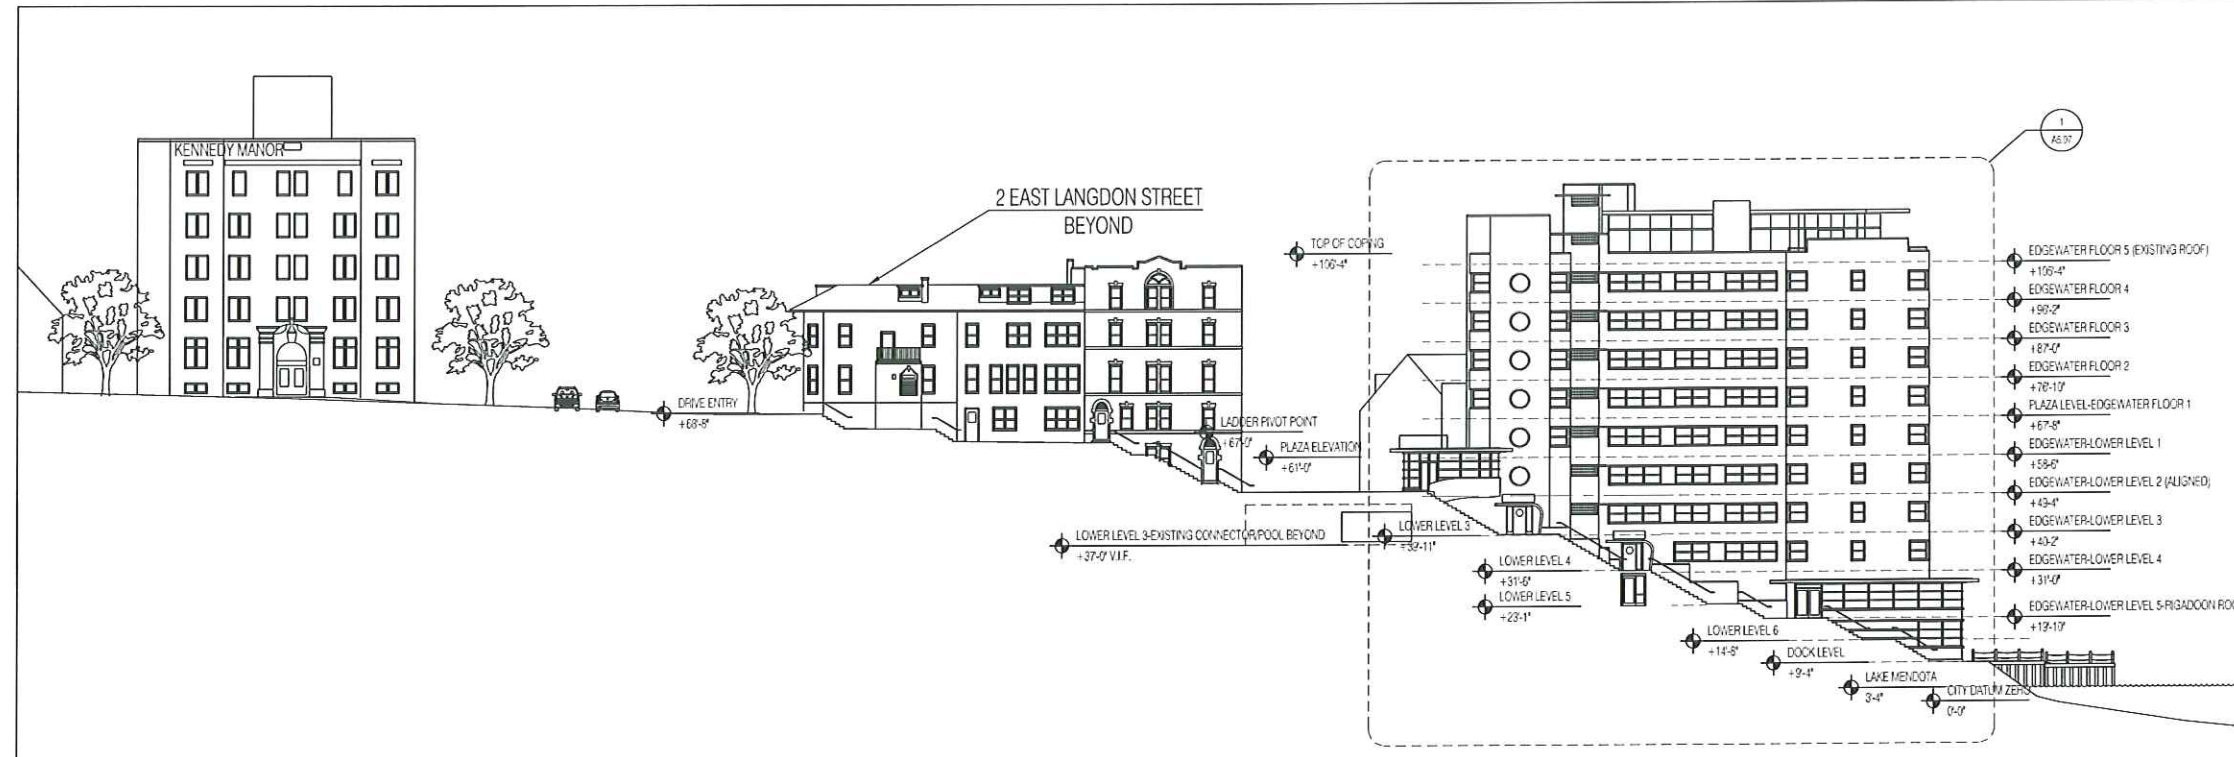 KENNEDY MANOR
2 EAST LANGDON STREET
BEYOND
1
A6.07
TOP OF COPING
+106'-4"
DRIVE ENTRY
+68'-8"
LADDER PIVOT POINT
+67'-0"
PLAZA ELEVATION
+61'-0"
LOWER LEVEL 3-EXISTING CONNECTOR/POOL BEYOND
+37'-0" V.I.F.
LOWER LEVEL 3
+39'-11"
LOWER LEVEL 4
+31'-6"
LOWER LEVEL 5
+23'-1"
LOWER LEVEL 6
+14'-8"
DOCK LEVEL
+9'-4"
LAKE MENDOTA
3'-4"
CITY DATUM ZERO
0'-0"
EDGEWATER FLOOR 5 (EXISTING ROOF)
+106'-4"
EDGEWATER FLOOR 4
+96'-2"
EDGEWATER FLOOR 3
+87'-0"
EDGEWATER FLOOR 2
+76'-10"
PLAZA LEVEL-EDGEWATER FLOOR 1
+67'-8"
EDGEWATER-LOWER LEVEL 1
+58'-6"
EDGEWATER-LOWER LEVEL 2 (ALIGNED)
+49'-4"
EDGEWATER-LOWER LEVEL 3
+40'-2"
EDGEWATER-LOWER LEVEL 4
+31'-0"
EDGEWATER-LOWER LEVEL 5-RIGADOON ROO
+19'-10"